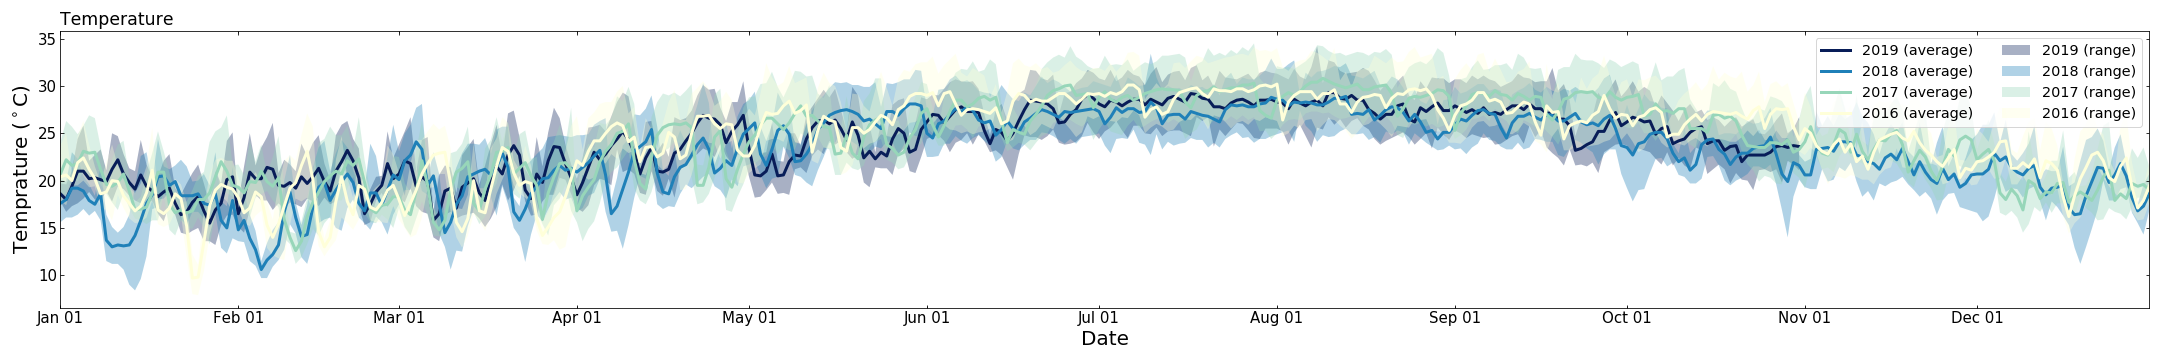 Temperature
35
30
25
20
15
10
Temprature (°C)
2019 (average)
2018 (average)
2017 (average)
2016 (average)
2019 (range)
2018 (range)
2017 (range)
2016 (range)
Jan 01 Feb 01 Mar 01 Apr 01 May 01 Jun 01 Jul 01 Aug 01 Sep 01 Oct 01 Nov 01 Dec 01
Date